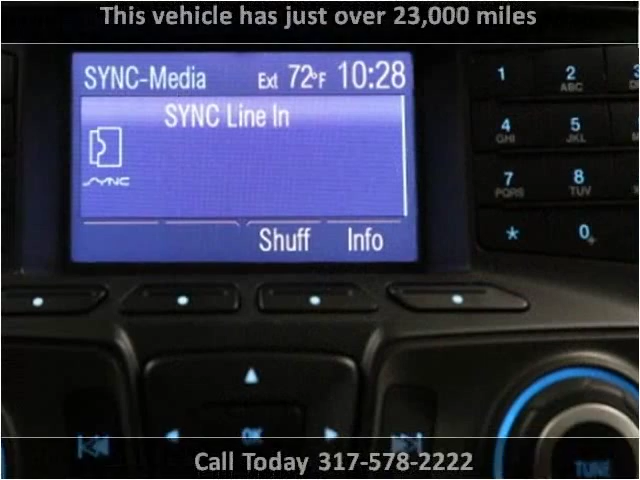 This vehicle has just over 23,000 miles
SYNC-Media Ext 72°F 10:28
SYNC Line In
SYNC
Shuff Info
1 2 ABC 3
4 GHI 5 JKL
7 PQRS 8 TUV
* 0 +
OK
TUNE
Call Today 317-578-2222